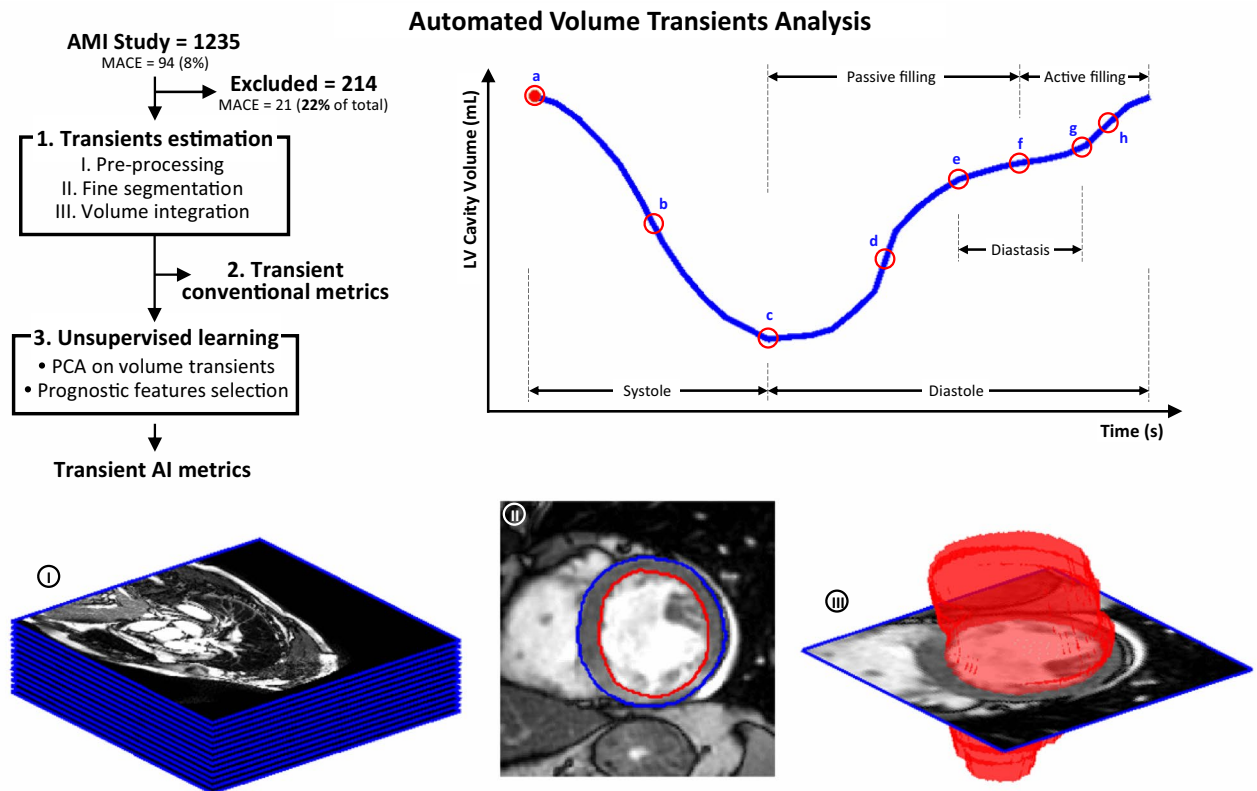 Automated Volume Transients Analysis
AMI Study = 1235
MACE = 94 (8%)
Excluded = 214
MACE = 21 (22% of total)
1. Transients estimation
I. Pre-processing
II. Fine segmentation
III. Volume integration
2. Transient
conventional metrics
3. Unsupervised learning
• PCA on volume transients
• Prognostic features selection
Transient AI metrics
LV Cavity Volume (mL)
a
b
c
d
e
f
g
h
Passive filling
Active filling
Diastasis
Systole
Diastole
Time (s)
I
II
III